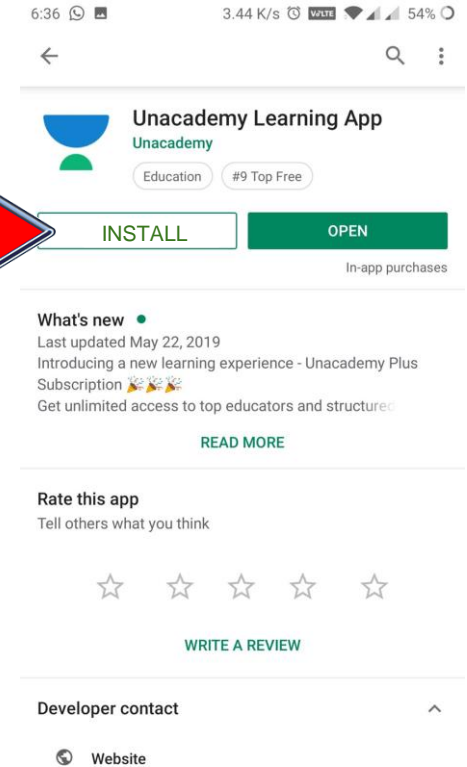 6:36 3.44 K/s VoLTE 54%
Unacademy Learning App
Unacademy
Education #9 Top Free
INSTALL OPEN
In-app purchases
What's new
Last updated May 22, 2019
Introducing a new learning experience - Unacademy Plus
Subscription 🎉🎉🎉
Get unlimited access to top educators and structured
READ MORE
Rate this app
Tell others what you think
WRITE A REVIEW
Developer contact
Website